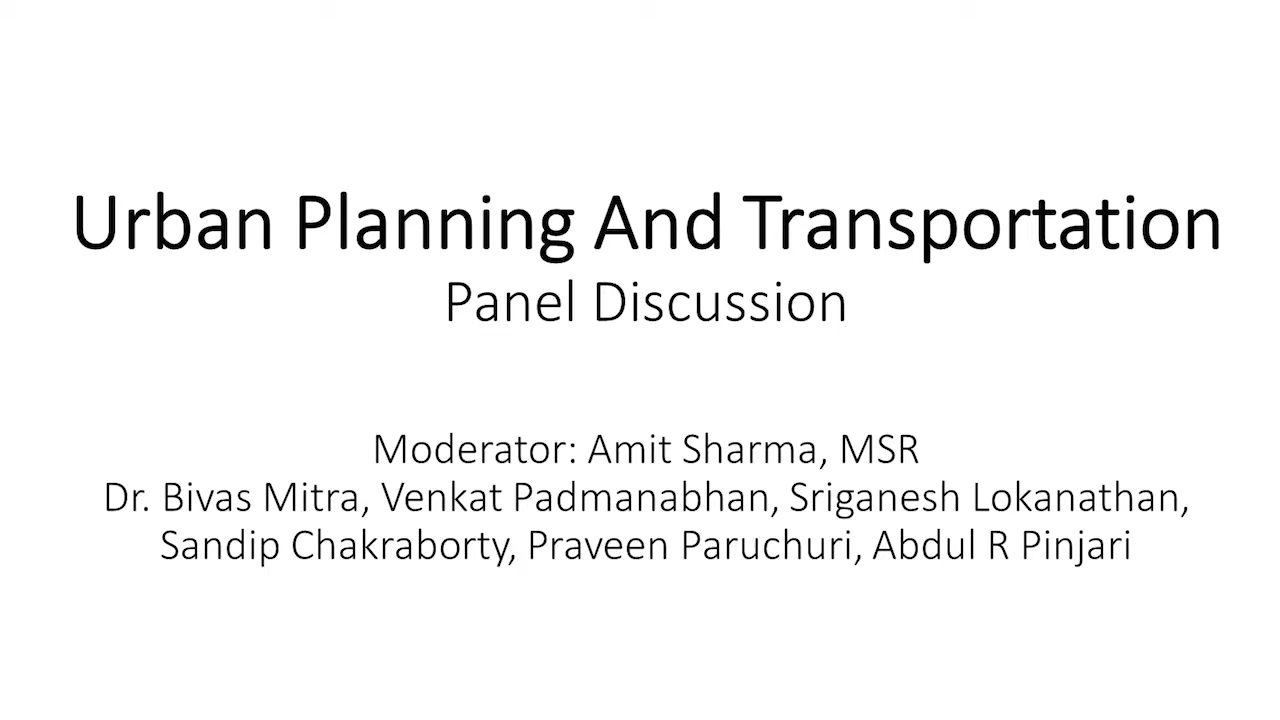 Urban Planning And Transportation
Panel Discussion
Moderator: Amit Sharma, MSR
Dr. Bivas Mitra, Venkat Padmanabhan, Sriganesh Lokanathan,
Sandip Chakraborty, Praveen Paruchuri, Abdul R Pinjari